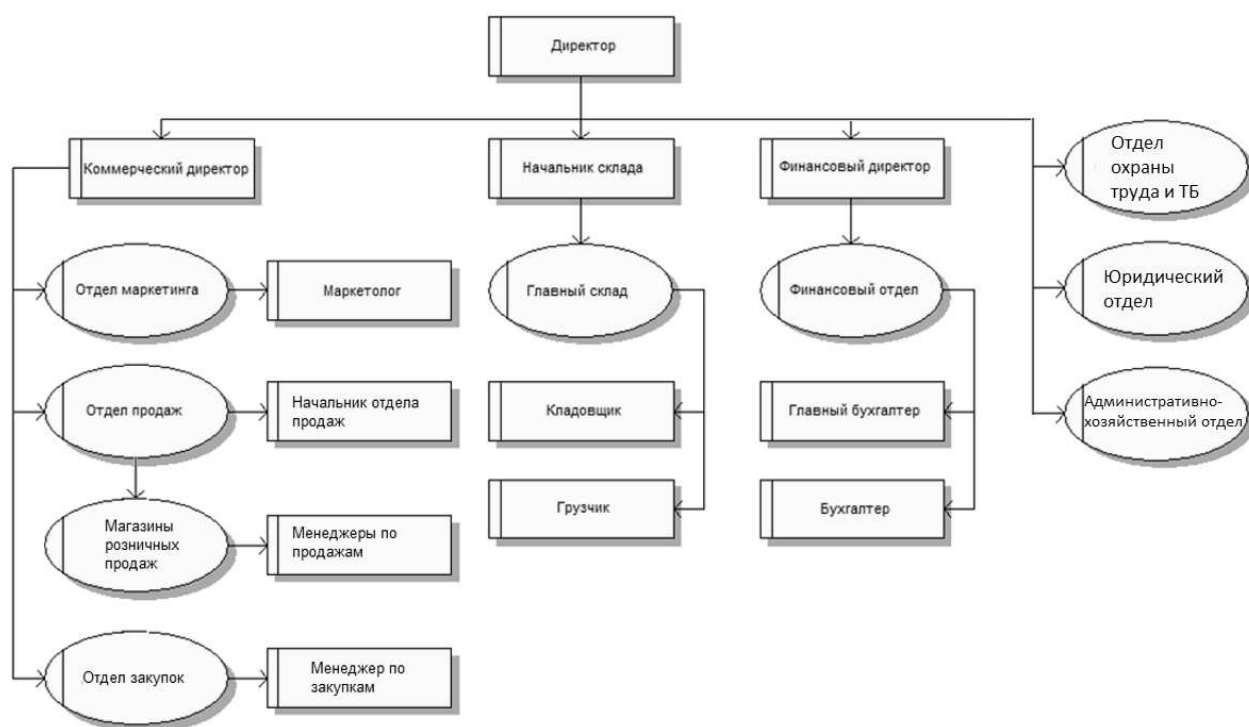 Директор
Коммерческий директор
Начальник склада
Финансовый директор
Отдел
охраны
труда и ТБ
Отдел маркетинга
Маркетолог
Главный склад
Финансовый отдел
Юридический
отдел
Отдел продаж
Начальник отдела
продаж
Кладовщик
Главный бухгалтер
Административно-
хозяйственный отдел
Магазины
розничных
продаж
Менеджеры по
продажам
Грузчик
Бухгалтер
Отдел закупок
Менеджер по
закупкам